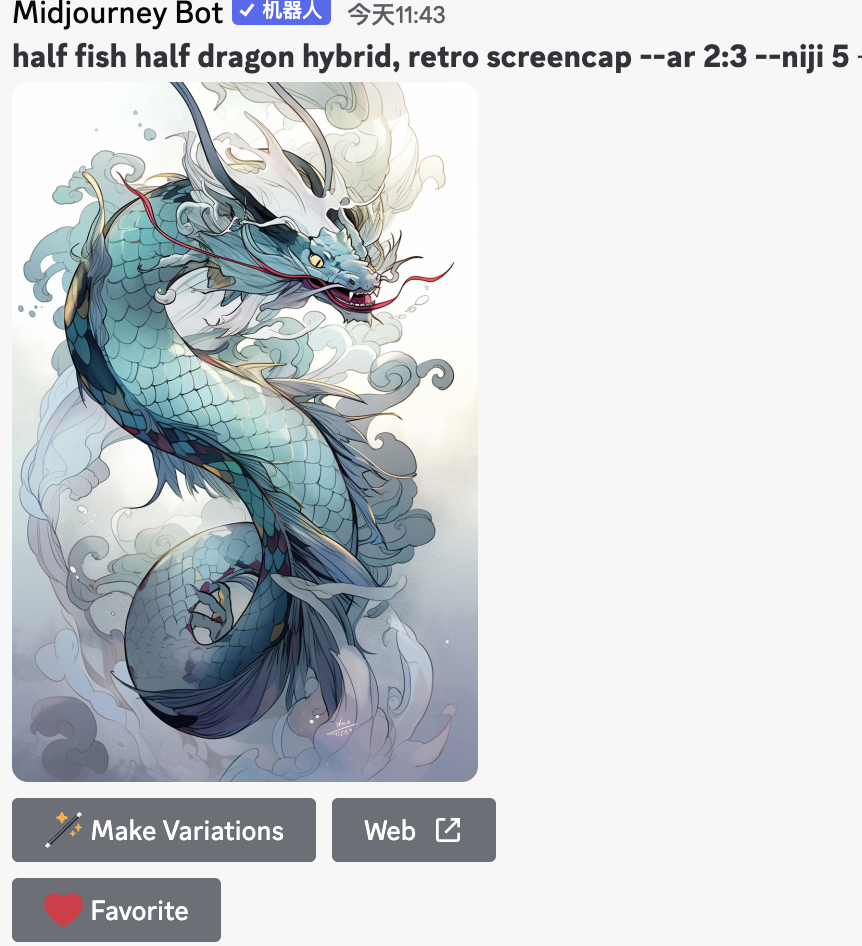 Midjourney Bot ✓ 机器人 今天11:43
half fish half dragon hybrid, retro screencap --ar 2:3 --niji 5
Make Variations
Web
Favorite